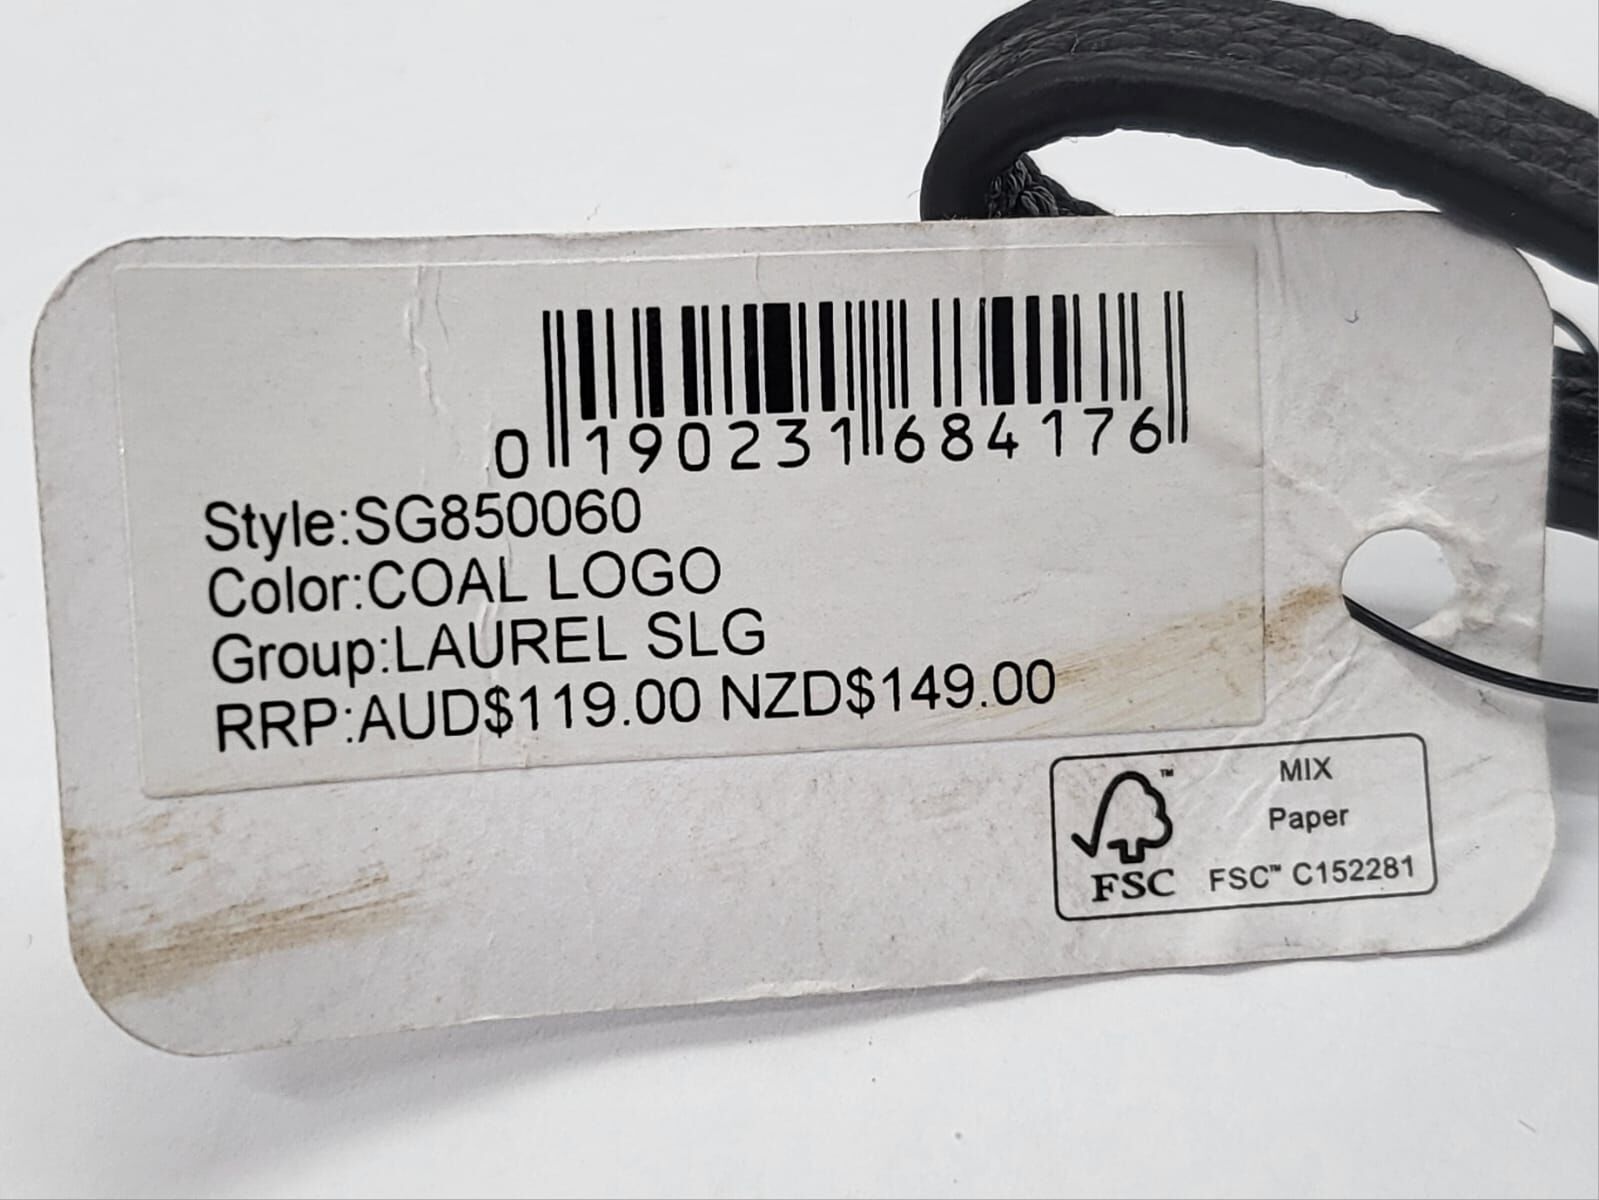 0 190231 684176
Style:SG850060
Color:COAL LOGO
Group:LAUREL SLG
RRP:AUD$119.00 NZD$149.00
MIX
Paper
FSC™ C152281
™
FSC